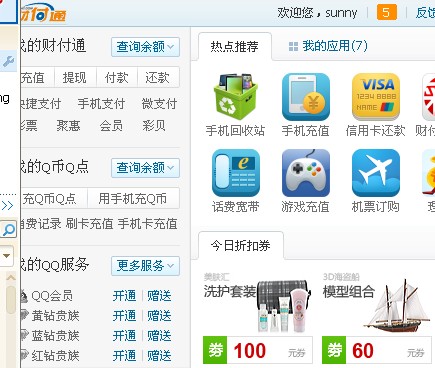 财付通
欢迎您，sunny | 5 | 反馈
我的财付通 查询余额
充值 | 提现 | 付款 | 还款
快捷支付 手机支付 微支付
彩票 聚惠 会员 彩贝
ng
我的Q币Q点 查询余额
充Q币Q点 | 用手机充Q币
消费记录 刷卡充值 手机卡充值
>>
我的QQ服务 更多服务
QQ会员 开通 | 赠送
黄钻贵族 开通 | 赠送
蓝钻贵族 开通 | 赠送
红钻贵族 开通 | 赠送
热点推荐 我的应用(7)
手机回收站 手机充值 信用卡还款 财付
VISA
1234 8888
NAME
话费宽带 游戏充值 机票订购 理
今日折扣券
美肤汇
洗护套装
券 100 元券
3D海盗船
模型组合
券 60 元券